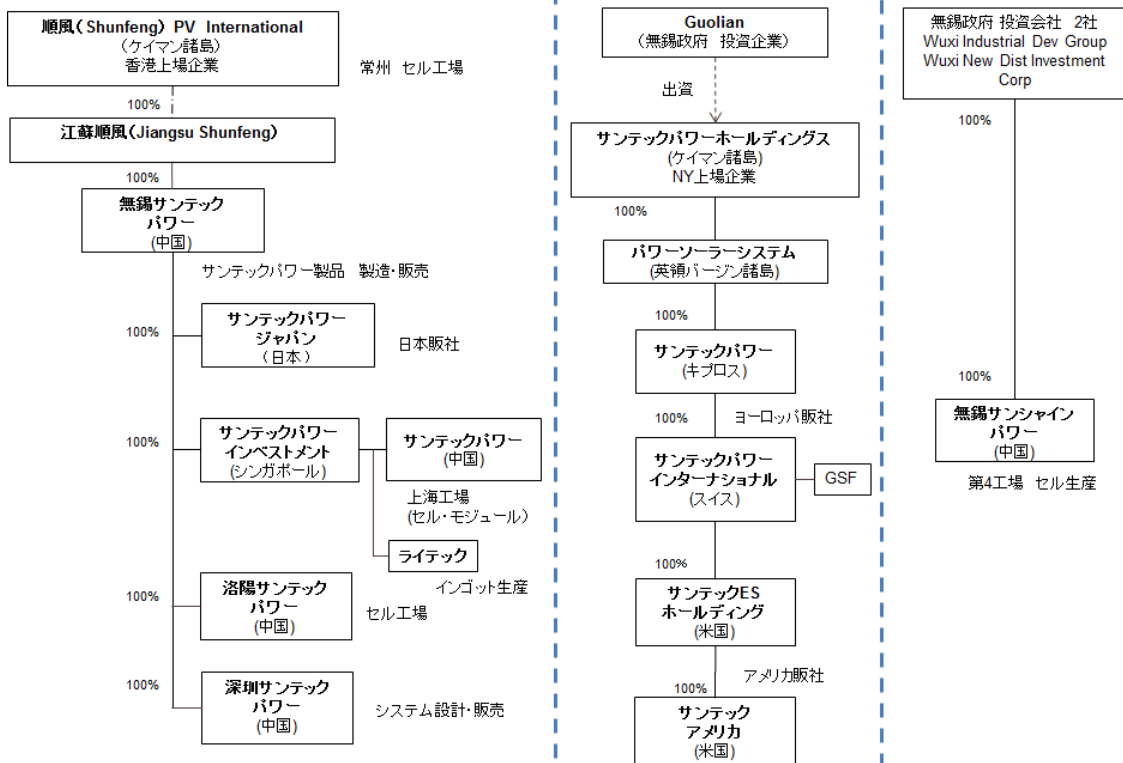 順風(Shunfeng) PV International
(ケイマン諸島)
香港上場企業
常州 セル工場
100%
江蘇順風(Jiangsu Shunfeng)
100%
無錫サンテック
パワー
(中国)
サンテックパワー製品 製造・販売
100%
サンテックパワー
ジャパン
(日本)
日本販社
100%
サンテックパワー
インベストメント
(シンガポール)
サンテックパワー
(中国)
上海工場
(セル・モジュール)
ライテック
インゴット生産
100%
洛陽サンテック
パワー
(中国)
セル工場
100%
深圳サンテック
パワー
(中国)
システム設計・販売
Guolian
(無錫政府 投資企業)
出資
サンテックパワーホールディングス
(ケイマン諸島)
NY上場企業
100%
パワーソーラーシステム
(英領バージン諸島)
100%
サンテックパワー
(キプロス)
100%
ヨーロッパ販社
サンテックパワー
インターナショナル
(スイス)
GSF
100%
サンテックES
ホールディング
(米国)
アメリカ販社
100%
サンテック
アメリカ
(米国)
無錫政府 投資会社 2社
Wuxi Industrial Dev Group
Wuxi New Dist Investment
Corp
100%
100%
無錫サンシャイン
パワー
(中国)
第4工場 セル生産